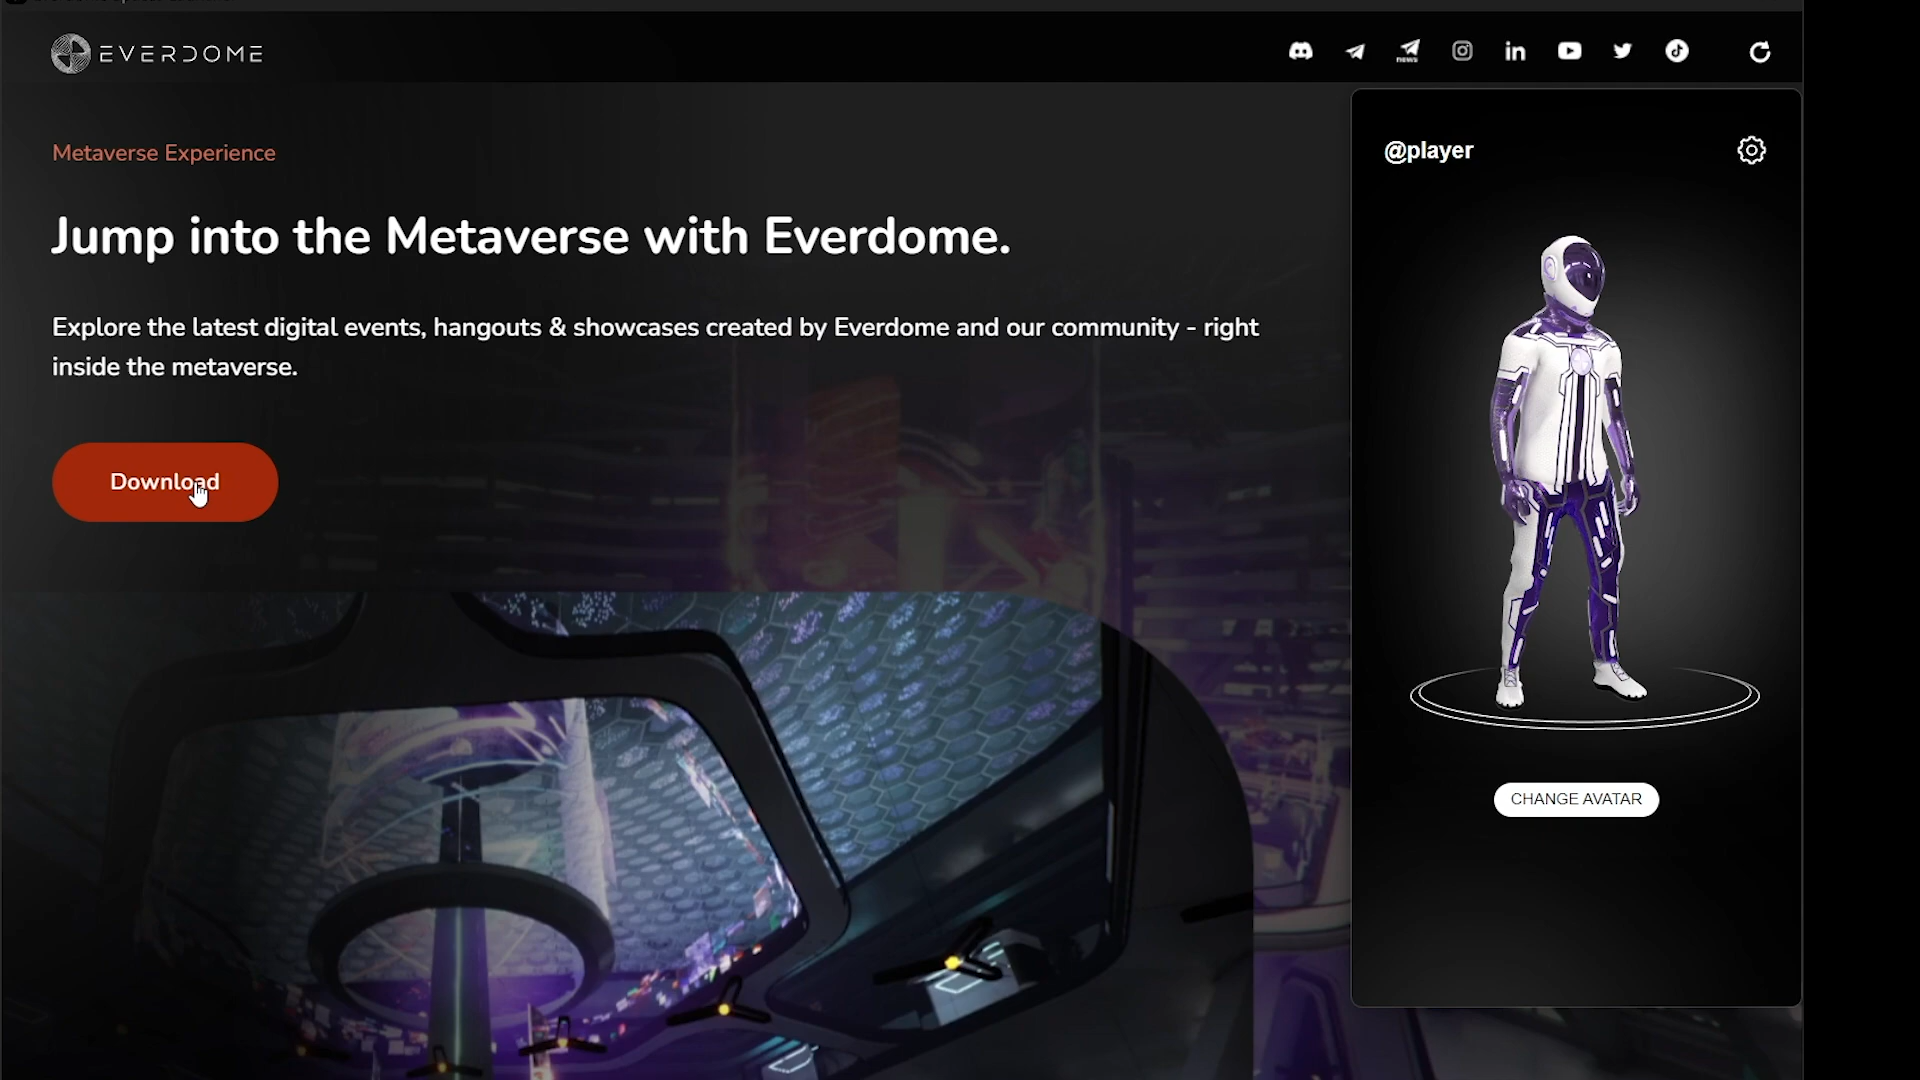 EVERDOME
news
Metaverse Experience
@player
Jump into the Metaverse with Everdome.
Explore the latest digital events, hangouts & showcases created by Everdome and our community - right
inside the metaverse.
Download
CHANGE AVATAR